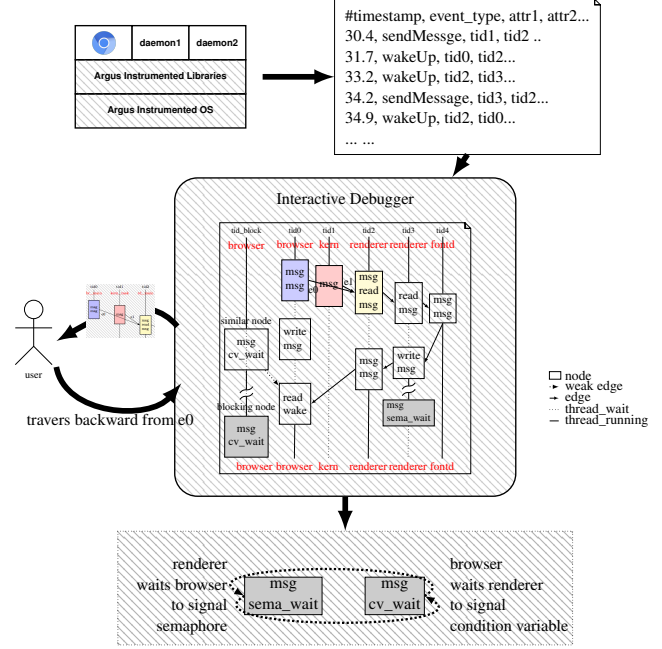 daemon1 daemon2
Argus Instrumented Libraries
Argus Instrumented OS
#timestamp, event_type, attr1, attr2...
30.4, sendMessge, tid1, tid2 ..
31.7, wakeUp, tid0, tid2...
33.2, wakeUp, tid2, tid3...
34.2, sendMessage, tid3, tid2...
34.9, wakeUp, tid2, tid0...
... ...
Interactive Debugger
tid_block tid0 tid1 tid2 tid3 tid4
browser browser kern renderer renderer fontd
msg
msg
msg
msg
read
msg
read
msg
msg
msg
e0
e1
similar node
msg
cv_wait
write
msg
msg
msg
write
msg
read
wake
blocking node
msg
cv_wait
msg
sema_wait
browser browser kern renderer renderer fontd
tid0 tid1 tid2
msg
read
msg
user
travers backward from e0
node
weak edge
edge
thread_wait
thread_running
renderer
waits browser
to signal
semaphore
msg
sema_wait
msg
cv_wait
browser
waits renderer
to signal
condition variable